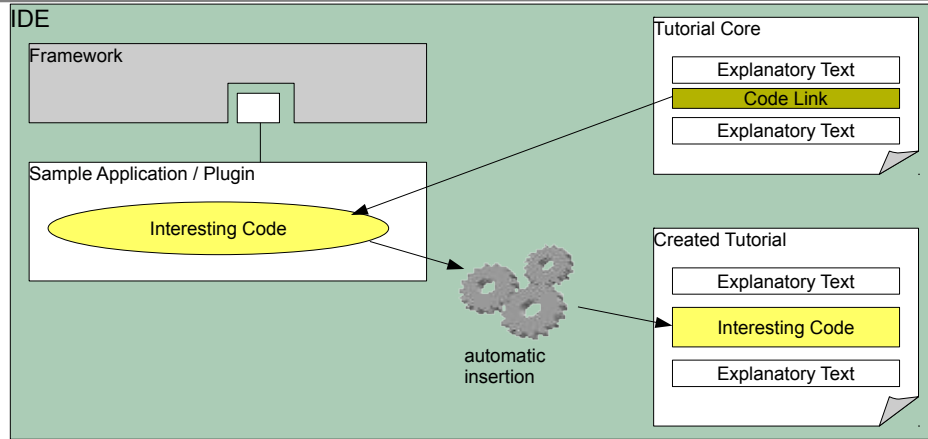 IDE
Framework
Sample Application / Plugin
Interesting Code
automatic
insertion
Tutorial Core
Explanatory Text
Code Link
Explanatory Text
Created Tutorial
Explanatory Text
Interesting Code
Explanatory Text